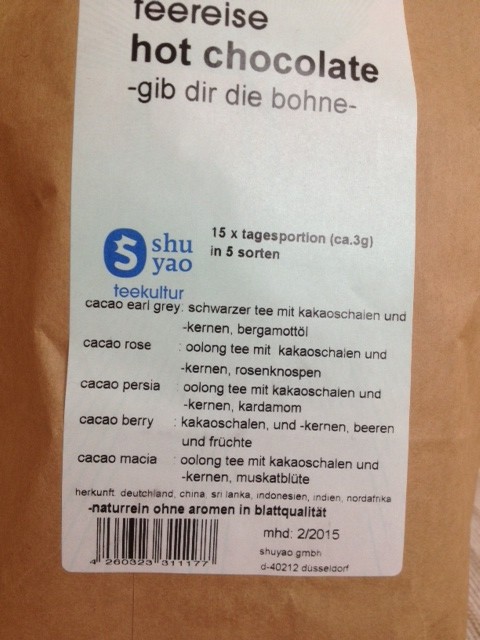 teereise
hot chocolate
-gib dir die bohne-
shu
yao
teekultur
15 x tagesportion (ca.3g)
in 5 sorten
cacao earl grey: schwarzer tee mit kakaoschalen und
-kernen, bergamottöl
cacao rose : oolong tee mit kakaoschalen und
-kernen, rosenknospen
cacao persia : oolong tee mit kakaoschalen und
-kernen, kardamom
cacao berry : kakaoschalen, und -kernen, beeren
und früchte
cacao macia : oolong tee mit kakaoschalen und
-kernen, muskatblüte
herkunft: deutchland, china, sri lanka, indonesien, indien, nordafrika
-naturrein ohne aromen in blattqualität
mhd: 2/2015
shuyao gmbh
d-40212 düsseldorf
4 260323 311177